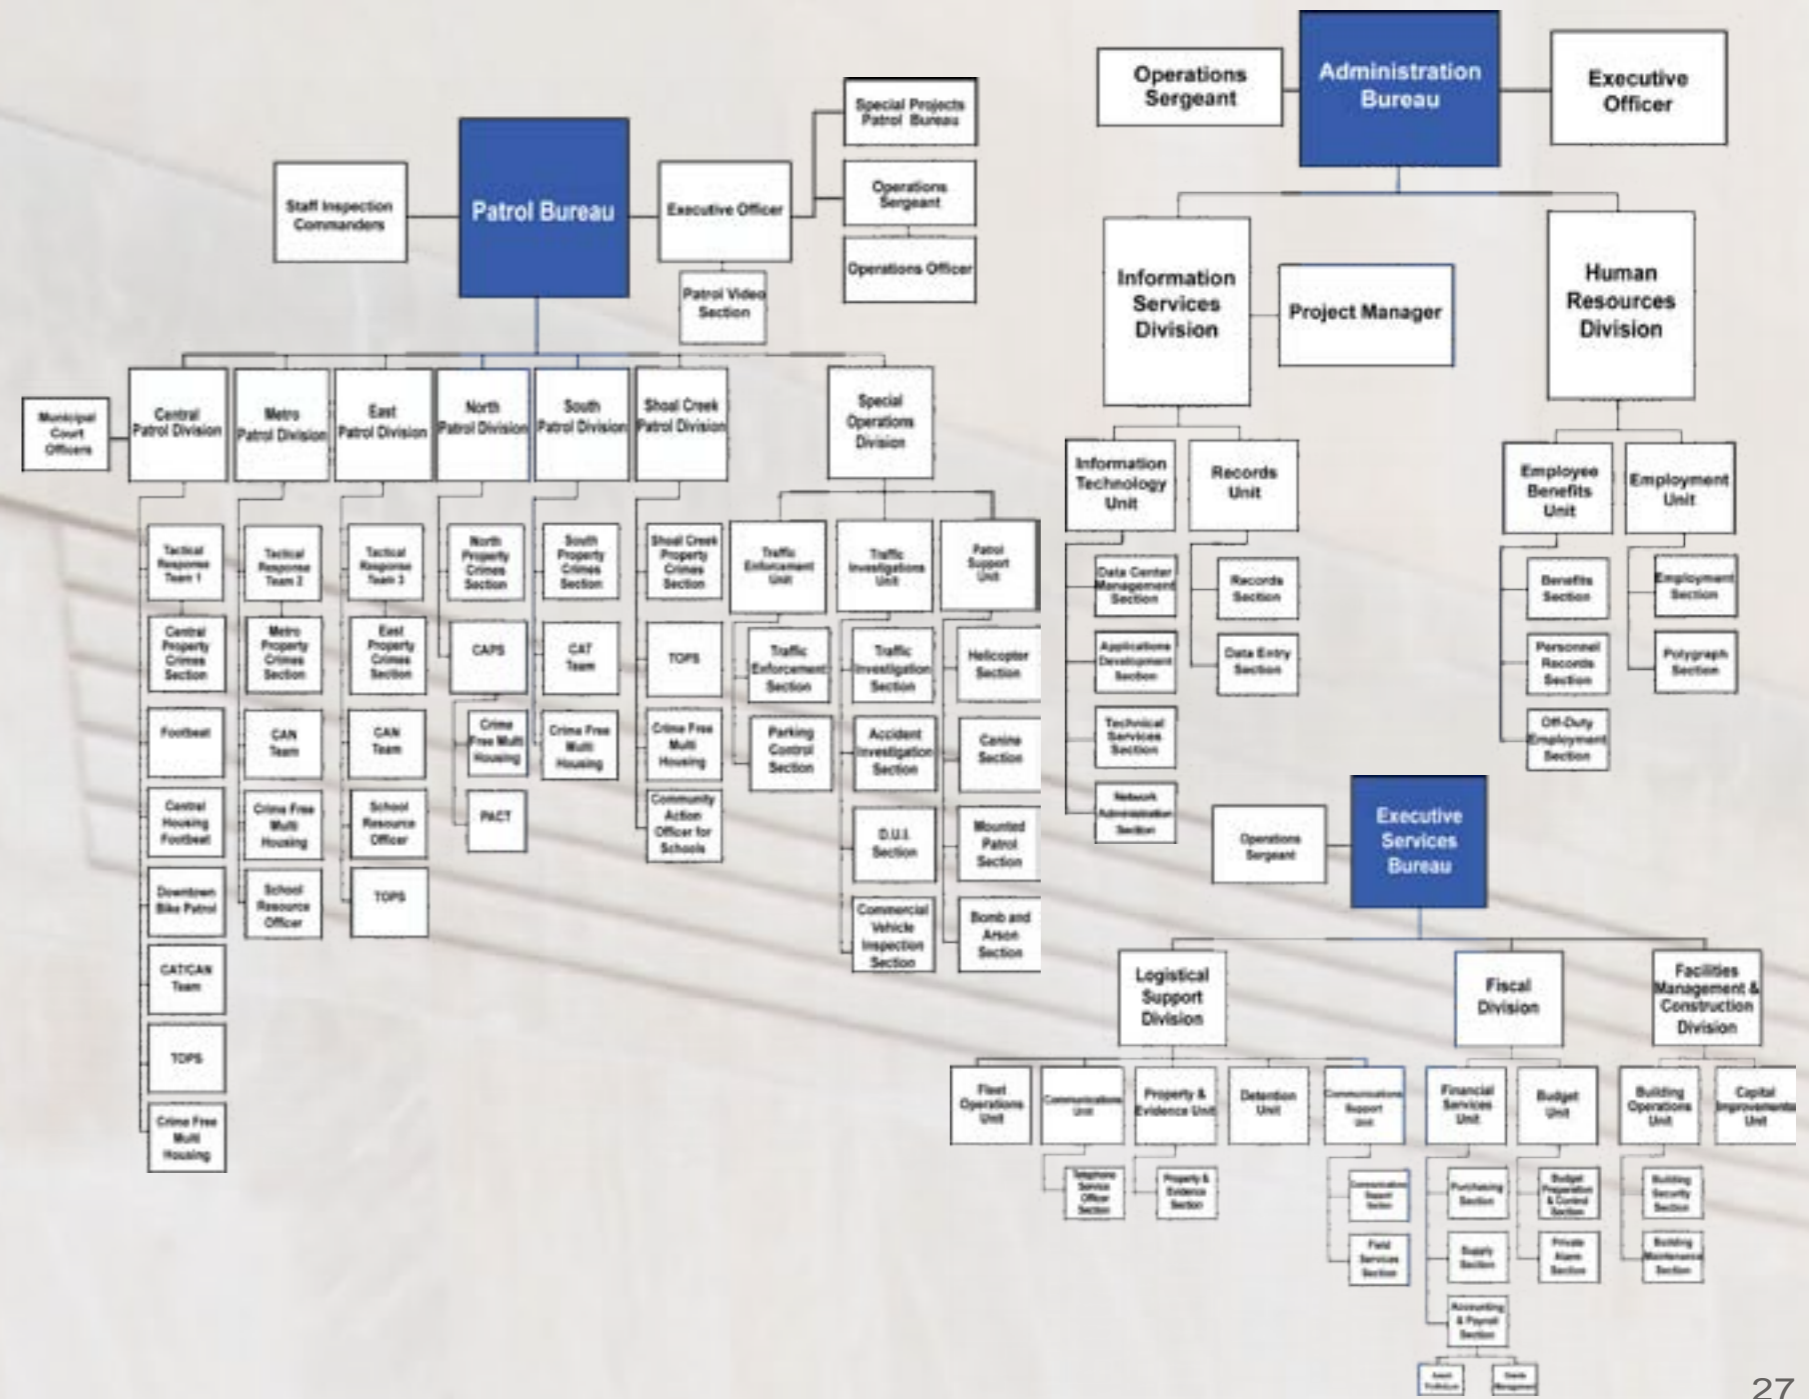 Patrol Bureau
Staff Inspection
Commanders
Executive Officer
Special Projects
Patrol Bureau
Operations
Sergeant
Operations Officer
Patrol Video
Section
Municipal
Court
Officers
Central
Patrol Division
Metro
Patrol Division
East
Patrol Division
North
Patrol Division
South
Patrol Division
Shoal Creek
Patrol Division
Special
Operations
Division
Tactical
Response
Team 1
Central
Property
Crimes
Section
Footbeat
Central
Housing
Footbeat
Downtown
Bike Patrol
CAT/CAN
Team
TOPS
Crime Free
Multi
Housing
Tactical
Response
Team 2
Metro
Property
Crimes
Section
CAN
Team
Crime Free
Multi
Housing
School
Resource
Officer
Tactical
Response
Team 3
East
Property
Crimes
Section
CAN
Team
School
Resource
Officer
TOPS
North
Property
Crimes
Section
CAPS
Crime
Free Multi
Housing
PACT
South
Property
Crimes
Section
CAT
Team
Crime Free
Multi
Housing
Shoal Creek
Property
Crimes
Section
TOPS
Crime Free
Multi
Housing
Community
Action
Officer for
Schools
Traffic
Enforcement
Unit
Traffic
Enforcement
Section
Parking
Control
Section
Traffic
Investigations
Unit
Traffic
Investigation
Section
Accident
Investigation
Section
D.U.I.
Section
Commercial
Vehicle
Inspection
Section
Patrol
Support
Unit
Helicopter
Section
Canine
Section
Mounted
Patrol
Section
Bomb and
Arson
Section
Operations
Sergeant
Administration
Bureau
Executive
Officer
Information
Services
Division
Project Manager
Human
Resources
Division
Information
Technology
Unit
Records
Unit
Employee
Benefits
Unit
Employment
Unit
Data Center
Management
Section
Applications
Development
Section
Technical
Services
Section
Network
Administration
Section
Records
Section
Data Entry
Section
Benefits
Section
Personnel
Records
Section
Off-Duty
Employment
Section
Employment
Section
Polygraph
Section
Operations
Sergeant
Executive
Services
Bureau
Logistical
Support
Division
Fiscal
Division
Facilities
Management &
Construction
Division
Fleet
Operations
Unit
Communications
Unit
Property &
Evidence Unit
Detention
Unit
Communications
Support
Unit
Financial
Services
Unit
Budget
Unit
Building
Operations
Unit
Capital
Improvements
Unit
Telephone
Service
Officer
Section
Property &
Evidence
Section
Communications
Support
Section
Field
Services
Section
Purchasing
Section
Supply
Section
Accounting
& Payroll
Section
Budget
Preparation
& Control
Section
Private
Alarm
Section
Building
Security
Section
Building
Maintenance
Section
27